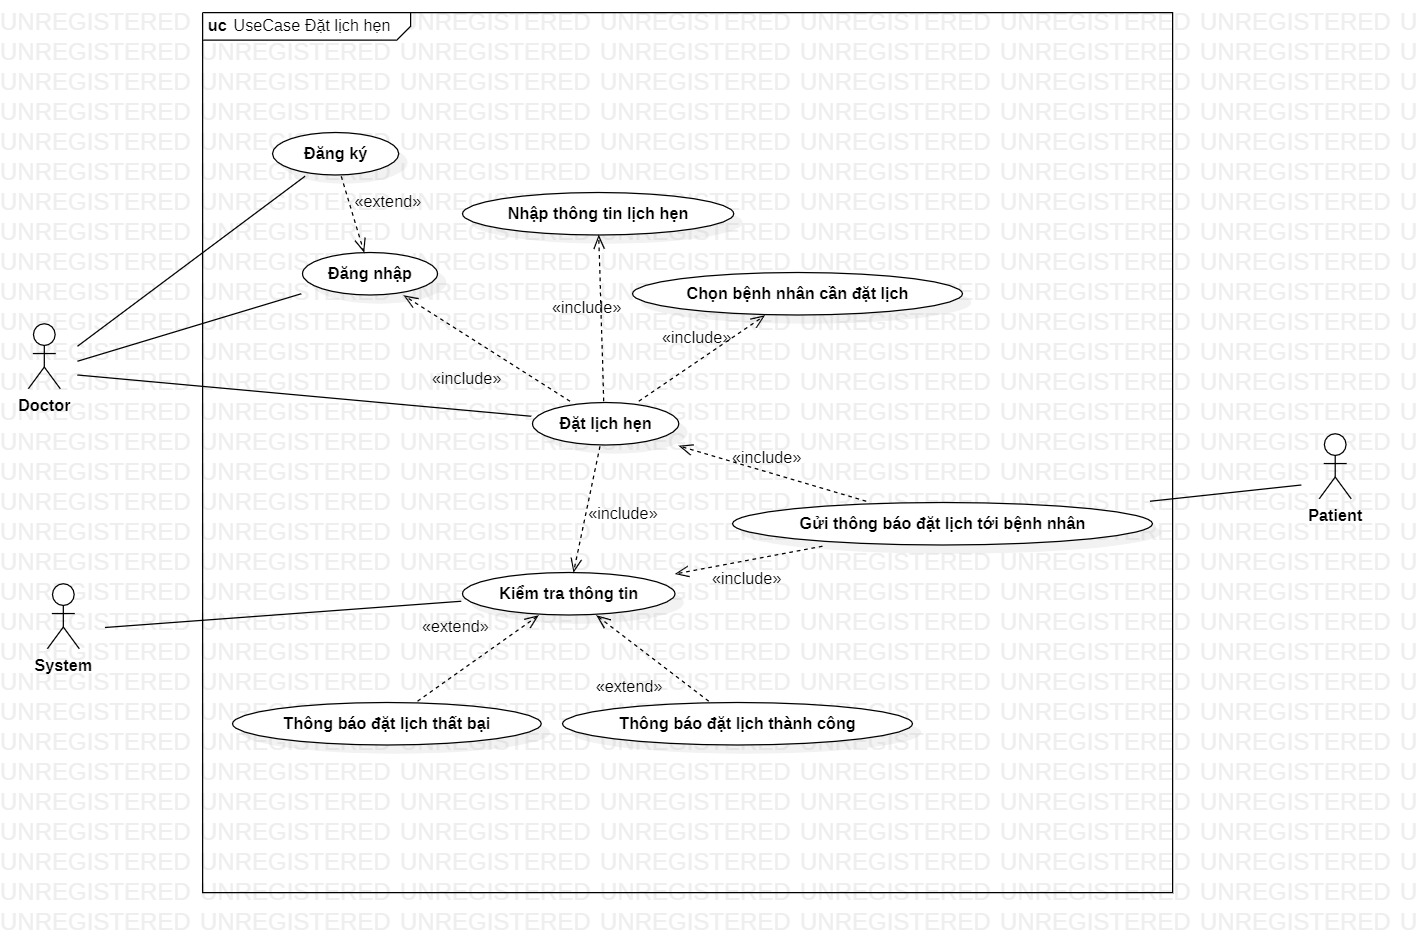 uc UseCase Đặt lịch hẹn
Đăng ký
«extend»
Nhập thông tin lịch hẹn
Đăng nhập
Chọn bệnh nhân cần đặt lịch
«include»
«include»
«include»
Doctor
Đặt lịch hẹn
«include»
«include»
Gửi thông báo đặt lịch tới bệnh nhân
Patient
«include»
Kiểm tra thông tin
System
«extend»
«extend»
Thông báo đặt lịch thất bại
Thông báo đặt lịch thành công
UNREGISTERED